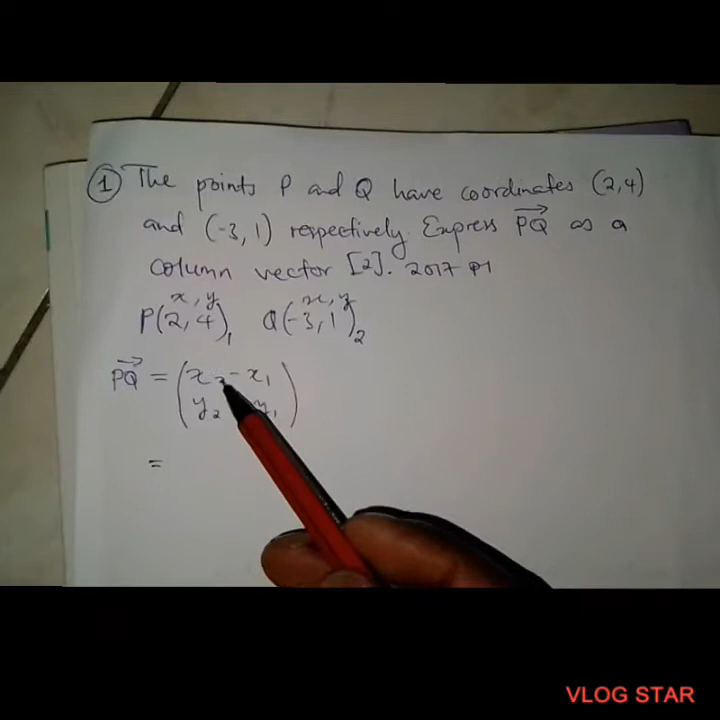 ① The points P and Q have coordinates (2,4)
and (-3, 1) respectively. Express PQ→ as a
column vector [2]. 2017 P1
x, y x, y
P(2, 4)₁ Q(-3, 1)₂
PQ→ = (x₂ - x₁
y₂ y₁)
=
VLOG STAR